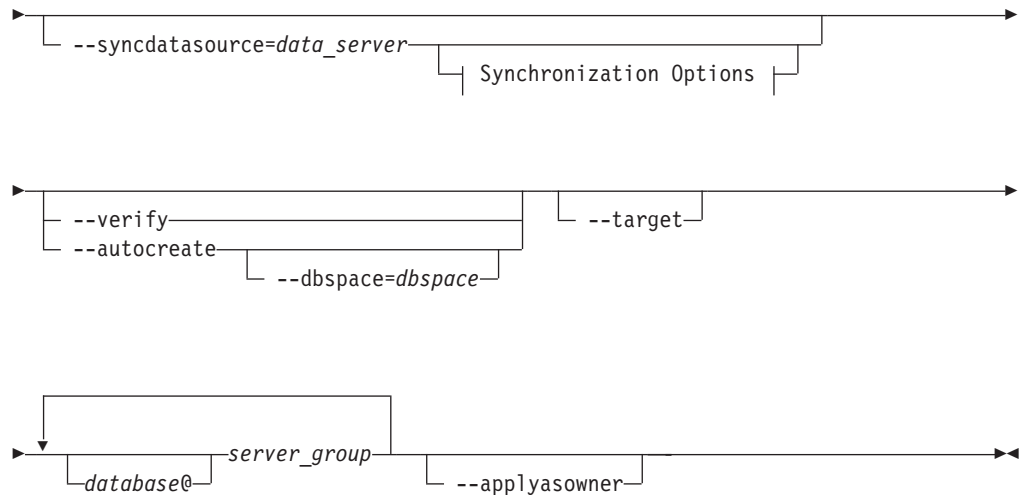 --syncdatasource=data_server
Synchronization Options
--verify
--target
--autocreate
--dbspace=dbspace
server_group
database@
--applyasowner